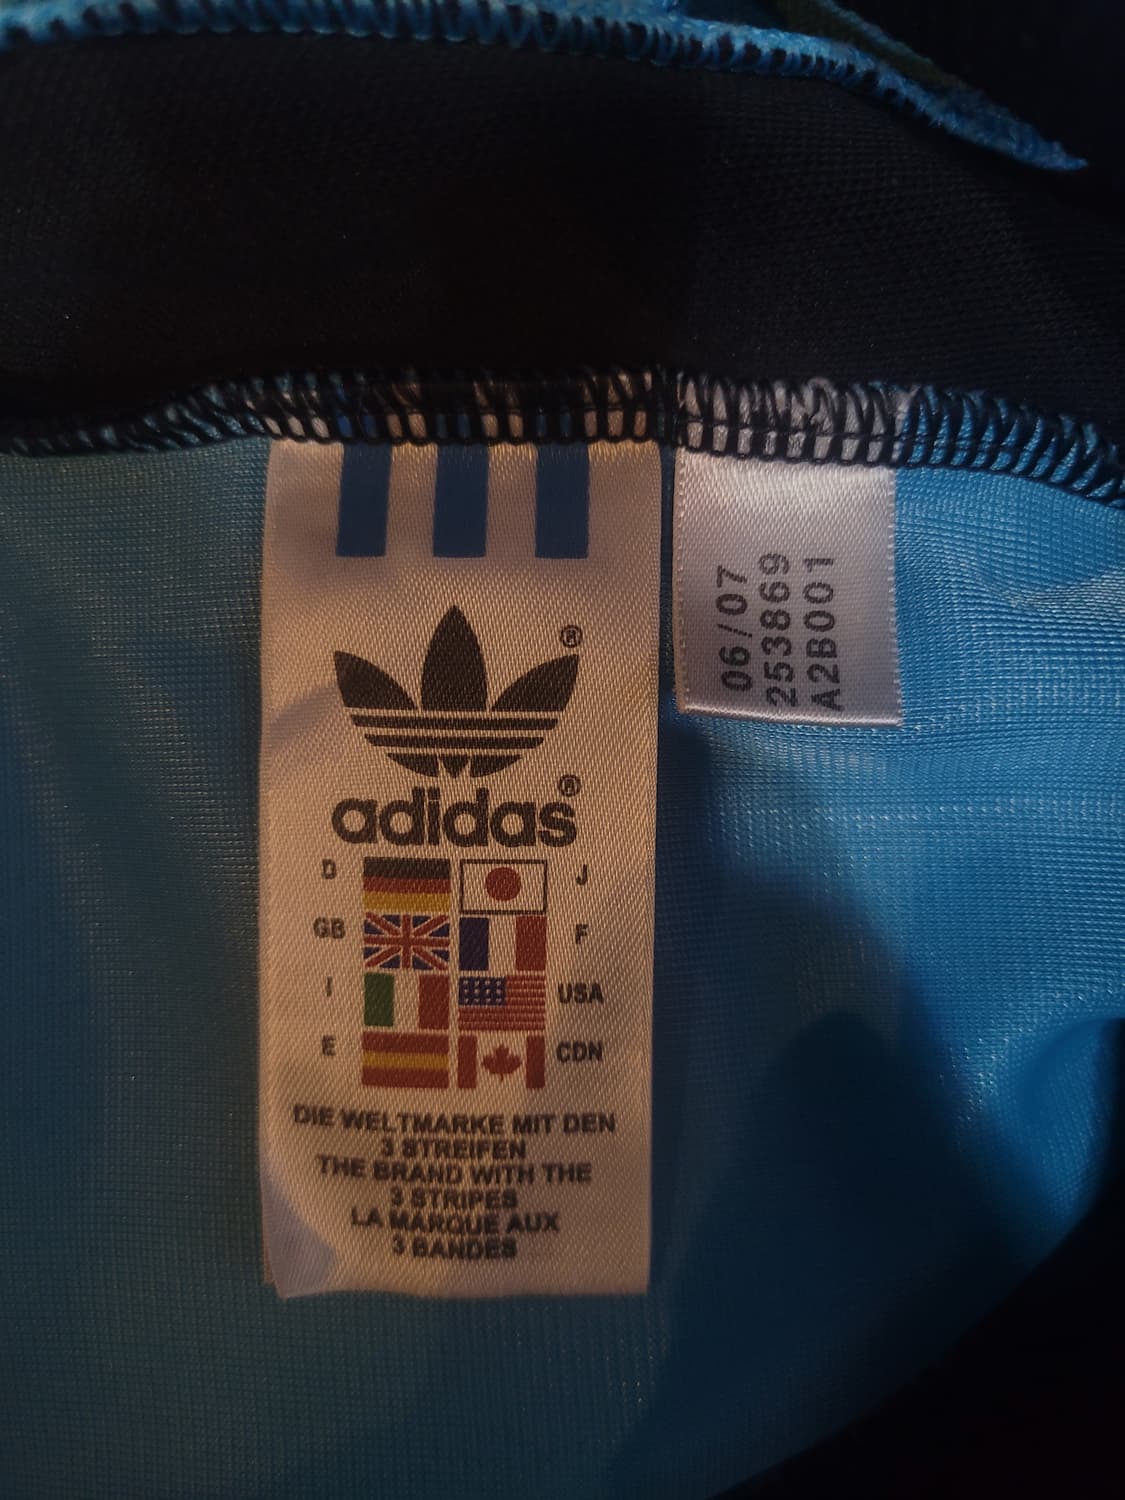 ®
adidas®
D J
GB F
I USA
E CDN
DIE WELTMARKE MIT DEN
3 STREIFEN
THE BRAND WITH THE
3 STRIPES
LA MARQUE AUX
3 BANDES
06/07
253869
A2B001